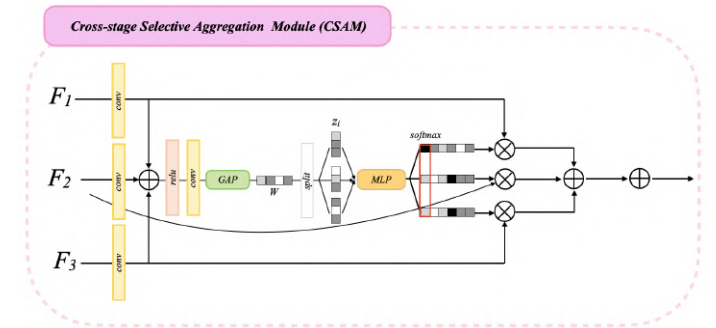 Cross-stage Selective Aggregation Module (CSAM)
F1
conv
F2
conv
relu
conv
GAP
W
split
zi
MLP
softmax
F3
conv